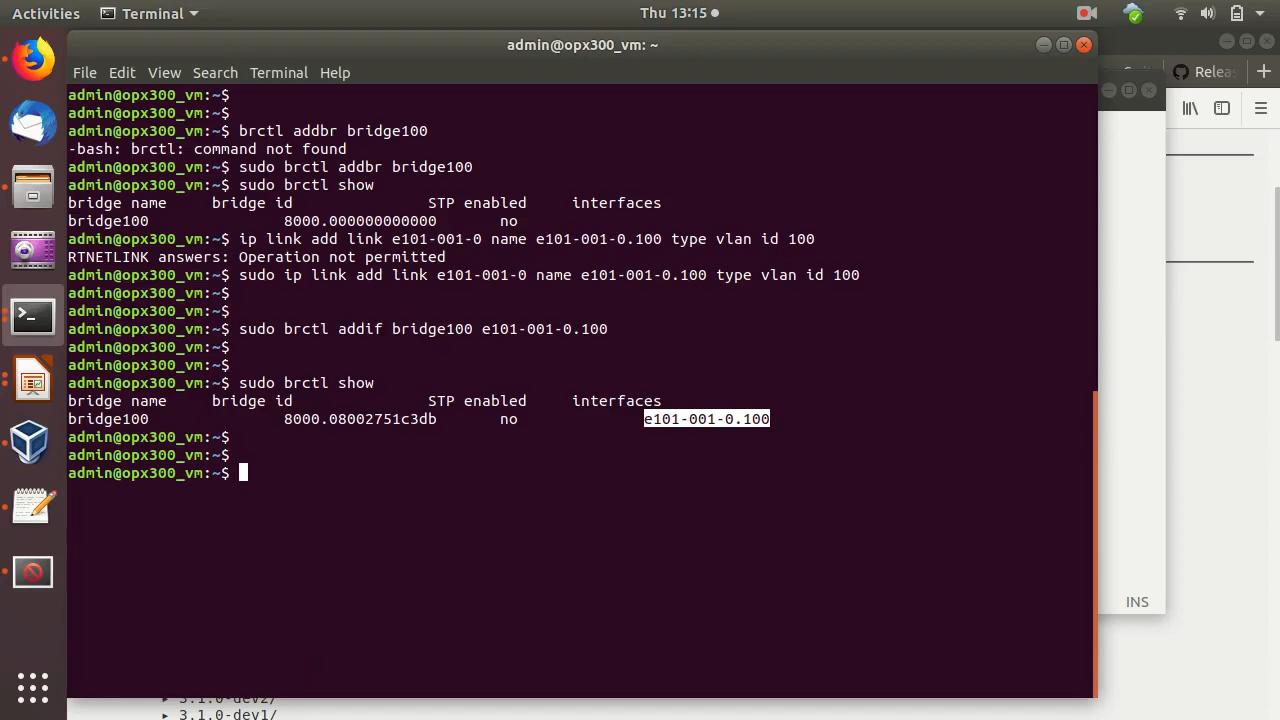 Activities Terminal Thu 13:15
admin@opx300_vm: ~
File Edit View Search Terminal Help
admin@opx300_vm:~$
admin@opx300_vm:~$
admin@opx300_vm:~$ brctl addbr bridge100
-bash: brctl: command not found
admin@opx300_vm:~$ sudo brctl addbr bridge100
admin@opx300_vm:~$ sudo brctl show
bridge name bridge id STP enabled interfaces
bridge100 8000.000000000000 no
admin@opx300_vm:~$ ip link add link e101-001-0 name e101-001-0.100 type vlan id 100
RTNETLINK answers: Operation not permitted
admin@opx300_vm:~$ sudo ip link add link e101-001-0 name e101-001-0.100 type vlan id 100
admin@opx300_vm:~$
admin@opx300_vm:~$
admin@opx300_vm:~$ sudo brctl addif bridge100 e101-001-0.100
admin@opx300_vm:~$
admin@opx300_vm:~$
admin@opx300_vm:~$ sudo brctl show
bridge name bridge id STP enabled interfaces
bridge100 8000.08002751c3db no e101-001-0.100
admin@opx300_vm:~$
admin@opx300_vm:~$
admin@opx300_vm:~$
Relea
INS
3.1.0-dev2/
3.1.0-dev1/